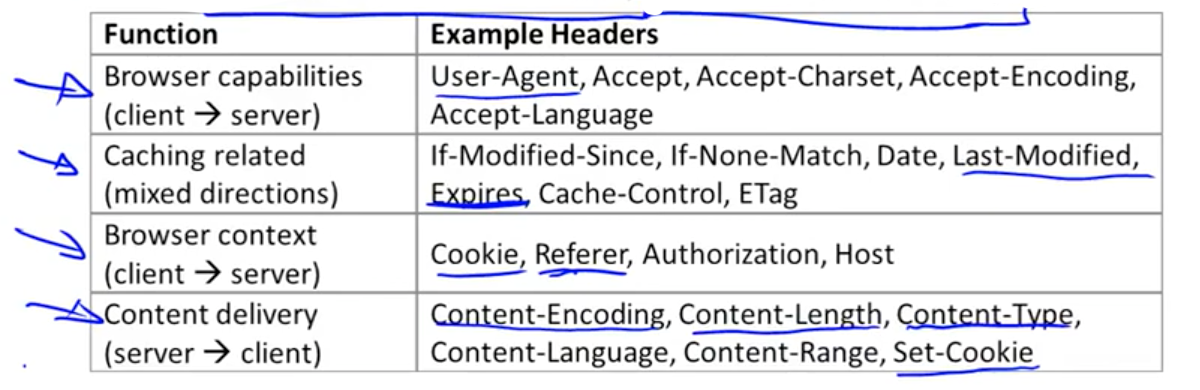 Function Example Headers
Browser capabilities User-Agent, Accept, Accept-Charset, Accept-Encoding,
(client → server) Accept-Language
Caching related If-Modified-Since, If-None-Match, Date, Last-Modified,
(mixed directions) Expires, Cache-Control, ETag
Browser context
(client → server)
Cookie, Referer, Authorization, Host
Content delivery Content-Encoding, Content-Length, Content-Type,
(server → client) Content-Language, Content-Range, Set-Cookie